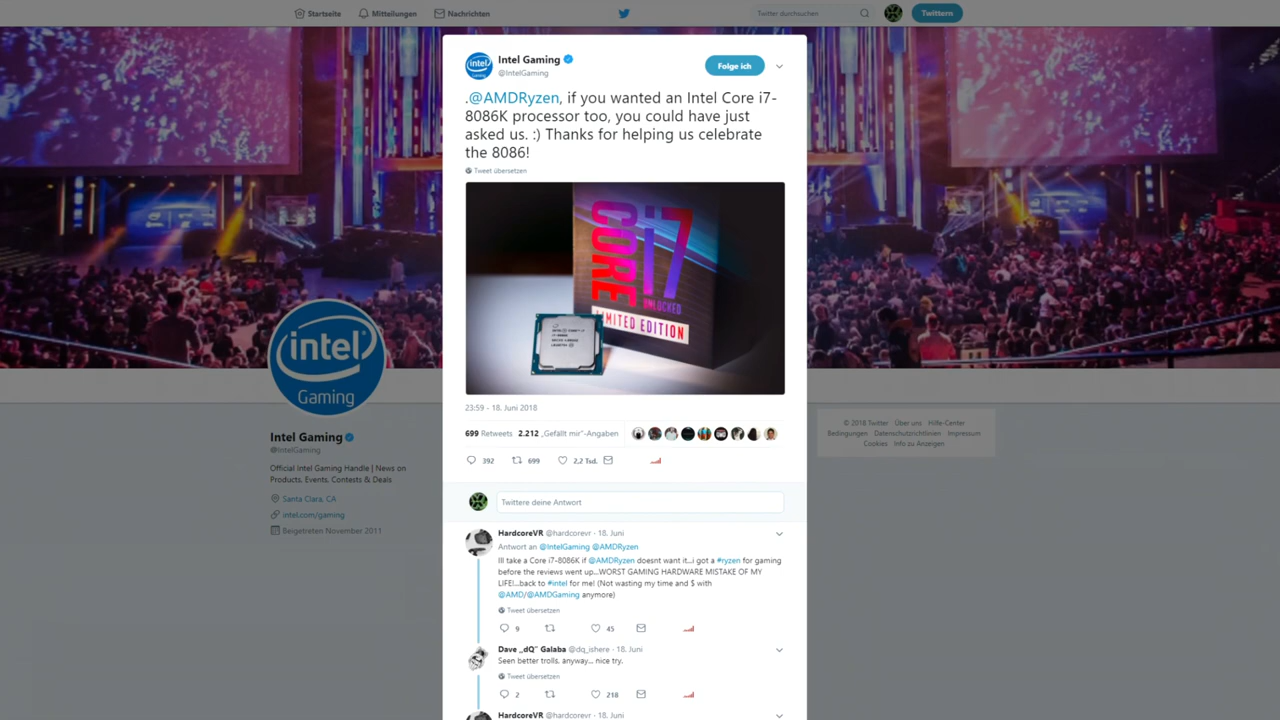 Startseite
Mitteilungen
Nachrichten
Twitter durchsuchen
Twittern
intel
Gaming
Intel Gaming
@IntelGaming
Folge ich
.@AMDRyzen, if you wanted an Intel Core i7-
8086K processor too, you could have just
asked us. :) Thanks for helping us celebrate
the 8086!
Tweet übersetzen
CORE
i7
UNLOCKED
LIMITED EDITION
23:59 - 18. Juni 2018
699 Retweets 2.212 „Gefällt mir“-Angaben
392 699 2,2 Tsd.
Twittere deine Antwort
HardcoreVR @hardcorevr · 18. Juni
Antwort an @IntelGaming @AMDRyzen
Ill take a Core i7-8086K if @AMDRyzen doesnt want it...i got a #ryzen for gaming
before the reviews went up...WORST GAMING HARDWARE MISTAKE OF MY
LIFE!...back to #intel for me! (Not wasting my time and $ with
@AMD/@AMDGaming anymore)
Tweet übersetzen
9 45
Dave „dQ“ Galaba @dq_ishere · 18. Juni
Seen better trolls. anyway... nice try.
Tweet übersetzen
2 218
HardcoreVR @hardcorevr · 18. Juni
intel
Gaming
Intel Gaming
@IntelGaming
Official Intel Gaming Handle | News on
Products, Events, Contests & Deals
Santa Clara, CA
intel.com/gaming
Beigetreten November 2011
© 2018 Twitter Über uns Hilfe-Center
Bedingungen Datenschutzrichtlinien Impressum
Cookies Info zu Anzeigen